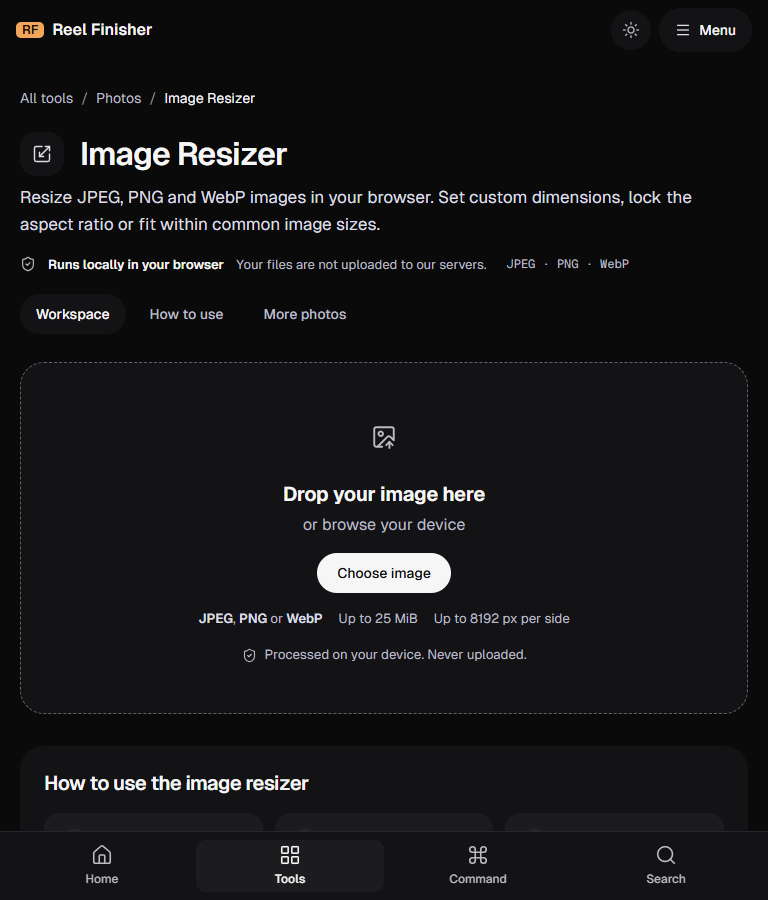 RF Reel Finisher
Menu
All tools / Photos / Image Resizer
Image Resizer
Resize JPEG, PNG and WebP images in your browser. Set custom dimensions, lock the
aspect ratio or fit within common image sizes.
Runs locally in your browser Your files are not uploaded to our servers. JPEG · PNG · WebP
Workspace How to use More photos
Drop your image here
or browse your device
Choose image
JPEG, PNG or WebP Up to 25 MiB Up to 8192 px per side
Processed on your device. Never uploaded.
How to use the image resizer
Home Tools Command Search